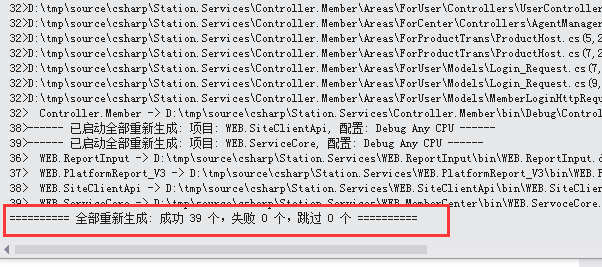 32>D:\tmp\source\csharp\Station.Services\Controller.Member\Areas\ForUser\Controllers\UserController
32>D:\tmp\source\csharp\Station.Services\Controller.Member\Areas\ForCenter\Controllers\AgentManager
32>D:\tmp\source\csharp\Station.Services\Controller.Member\Areas\ForProductTrans\ProductHost.cs(5,2
32>D:\tmp\source\csharp\Station.Services\Controller.Member\Areas\ForProductTrans\ProductHost.cs(7,2
32>D:\tmp\source\csharp\Station.Services\Controller.Member\Areas\ForUser\Models\Login_Request.cs(7,
32>D:\tmp\source\csharp\Station.Services\Controller.Member\Areas\ForUser\Models\Login_Request.cs(9,
32>D:\tmp\source\csharp\Station.Services\Controller.Member\Areas\ForUser\Models\MemberLoginHttpRequ
32>  Controller.Member -> D:\tmp\source\csharp\Station.Services\Controller.Member\bin\Debug\Control
38>------ 已启动全部重新生成: 项目: WEB.SiteClientApi, 配置: Debug Any CPU ------
39>------ 已启动全部重新生成: 项目: WEB.ServiceCore, 配置: Debug Any CPU ------
36>  WEB.ReportInput -> D:\tmp\source\csharp\Station.Services\WEB.ReportInput\bin\WEB.ReportInput.d
37>  WEB.PlatformReport_V3 -> D:\tmp\source\csharp\Station.Services\WEB.PlatformReport_V3\bin\WEB.P
38>  WEB.SiteClientApi -> D:\tmp\source\csharp\Station.Services\WEB.SiteClientApi\bin\WEB.SiteClien
39>  WEB.ServiceCore -> D:\tmp\source\csharp\Station.Services\WEB.MemberCenter\bin\WEB.ServiceCore.
========== 全部重新生成: 成功 39 个，失败 0 个，跳过 0 个 ==========